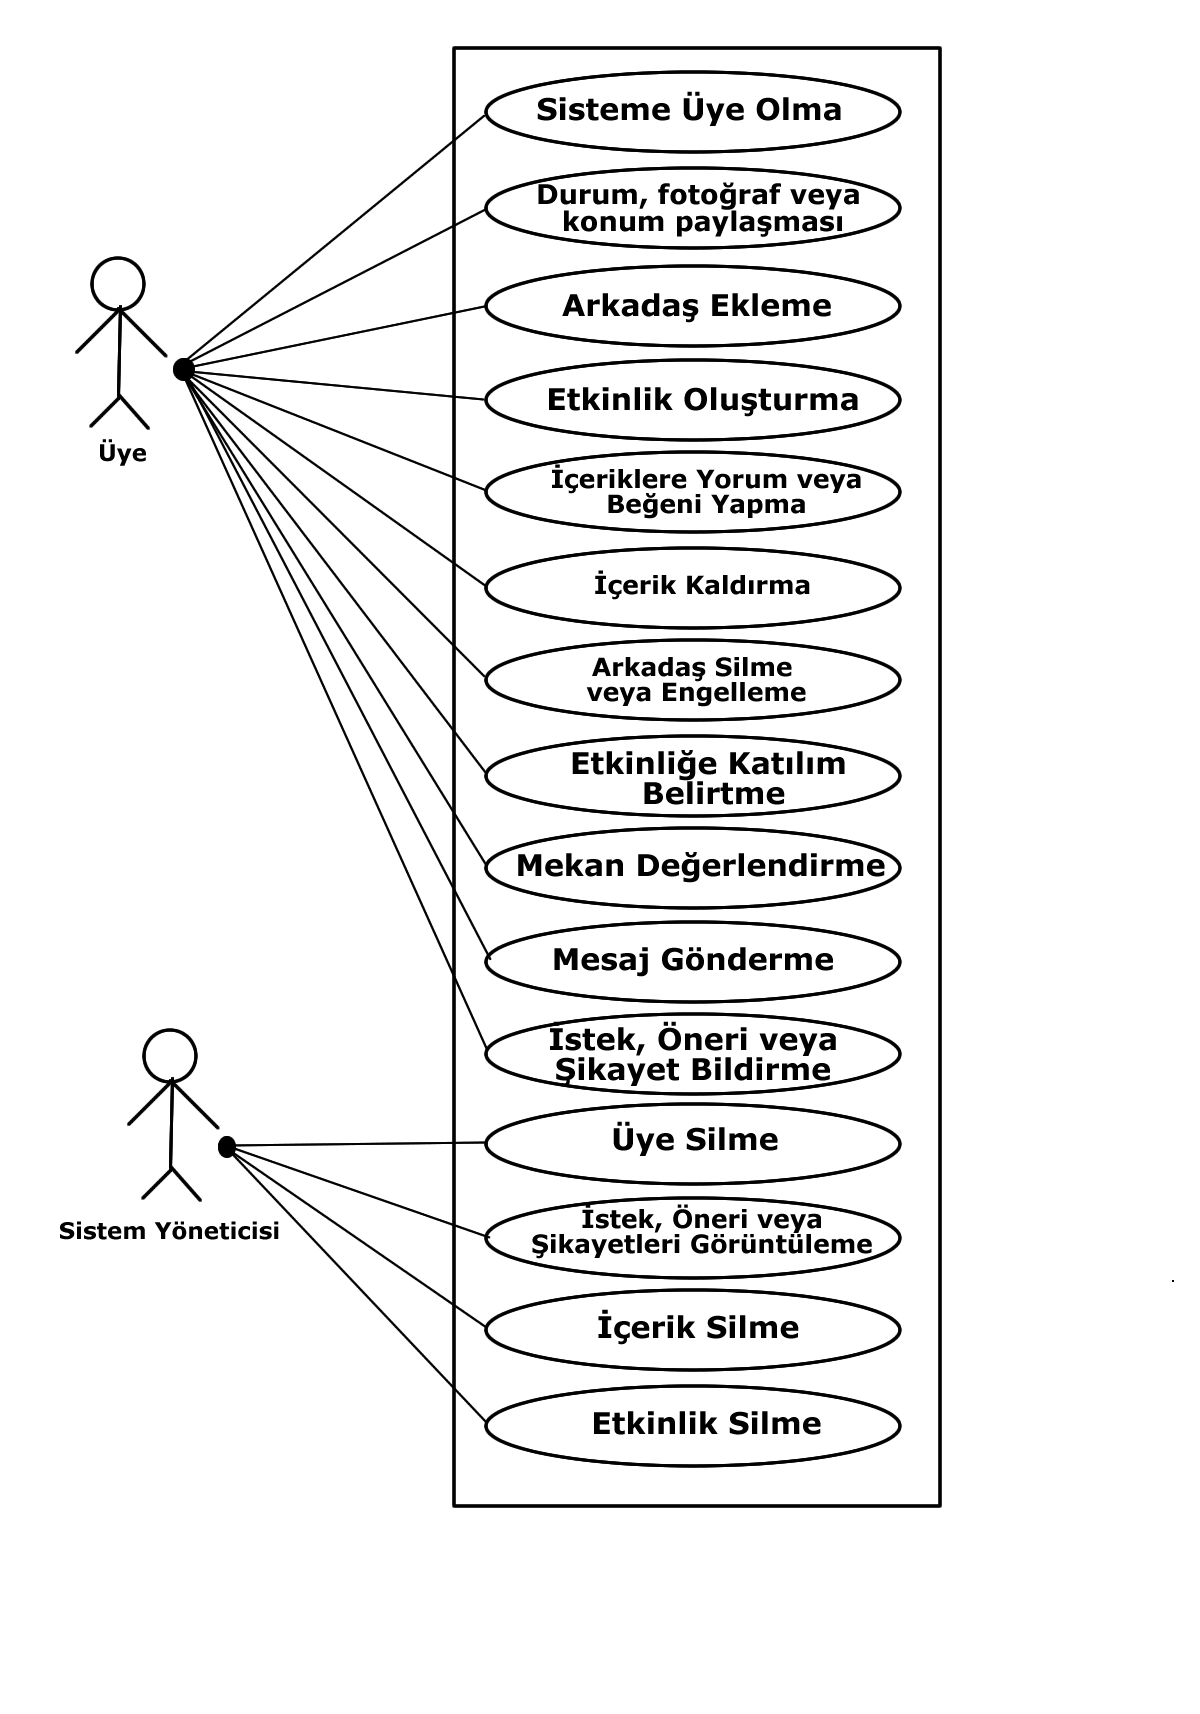 Sisteme Üye Olma
Durum, fotoğraf veya
konum paylaşması
Arkadaş Ekleme
Etkinlik Oluşturma
Üye
İçeriklere Yorum veya
Beğeni Yapma
İçerik Kaldırma
Arkadaş Silme
veya Engelleme
Etkinliğe Katılım
Belirtme
Mekan Değerlendirme
Mesaj Gönderme
İstek, Öneri veya
Şikayet Bildirme
Üye Silme
Sistem Yöneticisi
İstek, Öneri veya
Şikayetleri Görüntüleme
İçerik Silme
Etkinlik Silme